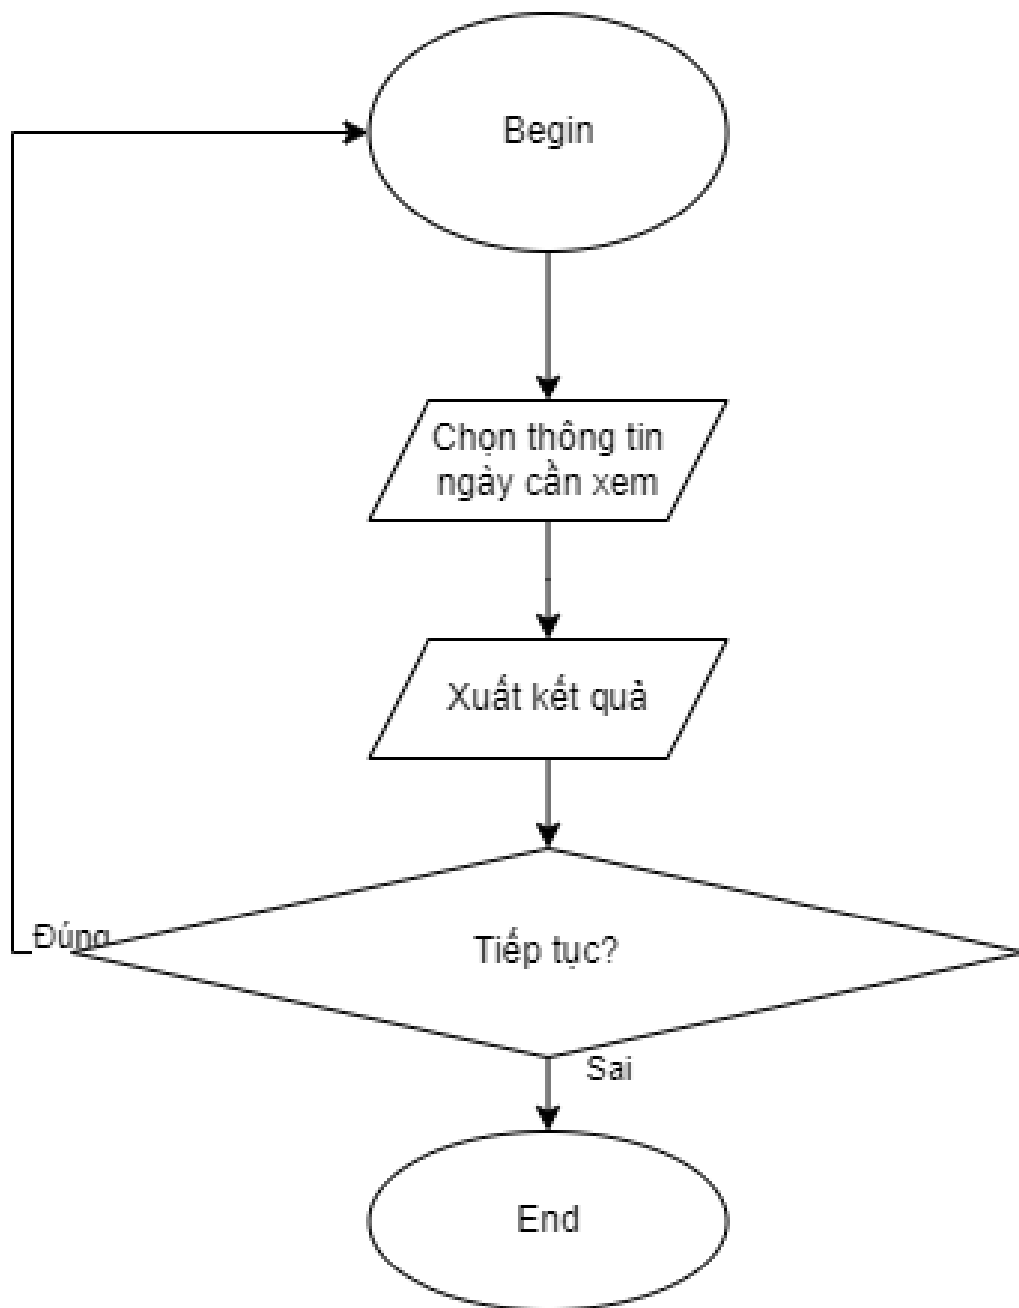 Begin
Chọn thông tin
ngày cần xem
Xuất kết quả
Đúng
Tiếp tục?
Sai
End